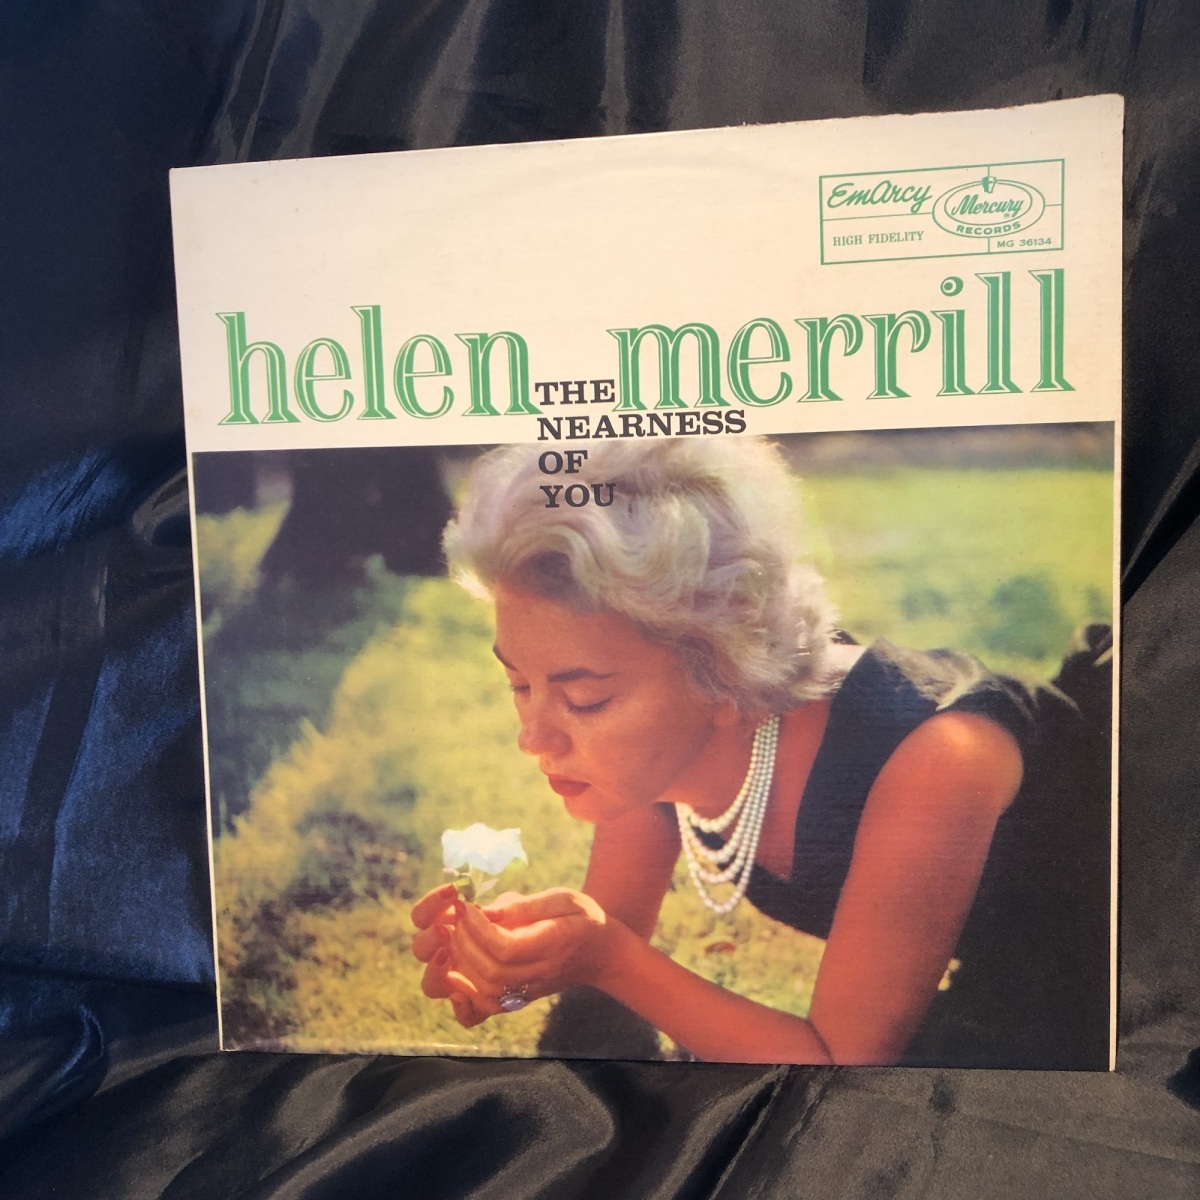 EmArcy
HIGH FIDELITY
Mercury
RECORDS
MG 36134
helen merrill
THE
NEARNESS
OF
YOU